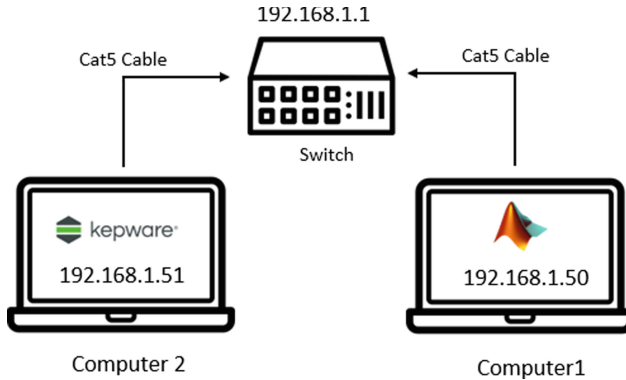 192.168.1.1
Cat5 Cable
Cat5 Cable
Switch
kepware
192.168.1.51
192.168.1.50
Computer 2
Computer1